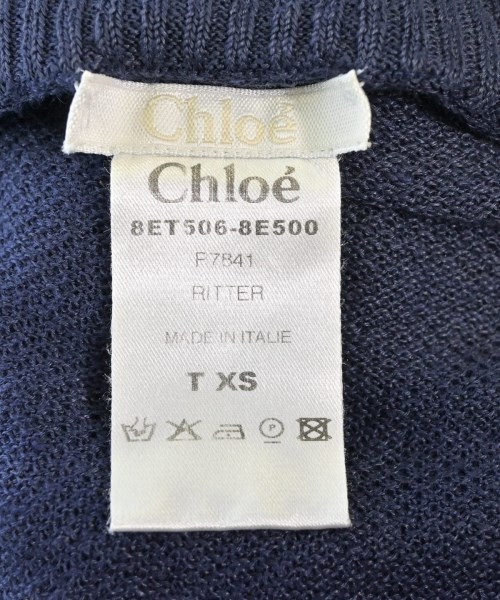 Chloé
Chloé
8ET506-8E500
F7841
RITTER
MADE IN ITALIE
T XS
P